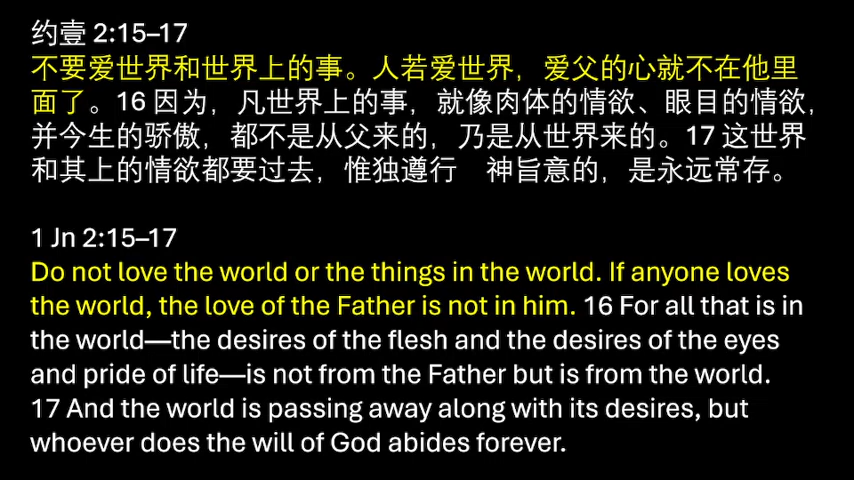 约壹 2:15–17
不要爱世界和世界上的事。人若爱世界，爱父的心就不在他里
面了。16 因为，凡世界上的事，就像肉体的情欲、眼目的情欲，
并今生的骄傲，都不是从父来的，乃是从世界来的。17 这世界
和其上的情欲都要过去，惟独遵行　神旨意的，是永远常存。
1 Jn 2:15–17
Do not love the world or the things in the world. If anyone loves
the world, the love of the Father is not in him. 16 For all that is in
the world—the desires of the flesh and the desires of the eyes
and pride of life—is not from the Father but is from the world.
17 And the world is passing away along with its desires, but
whoever does the will of God abides forever.